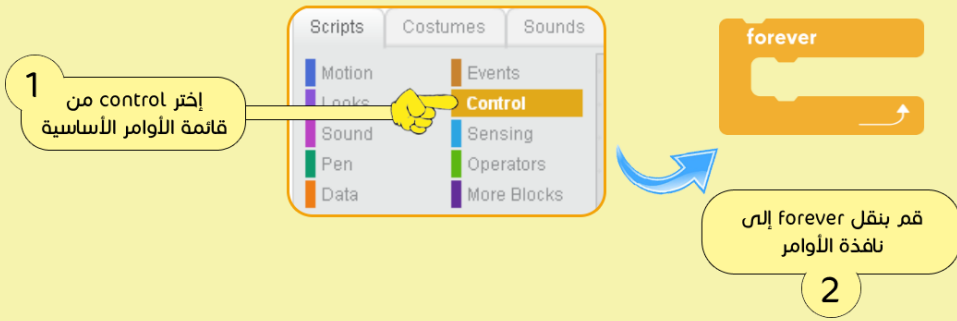 Scripts Costumes Sounds
Motion Events
Looks Control
Sound Sensing
Pen Operators
Data More Blocks
forever
1
إختر control من
قائمة الأوامر الأساسية
قم بنقل forever إلى
نافذة الأوامر
2